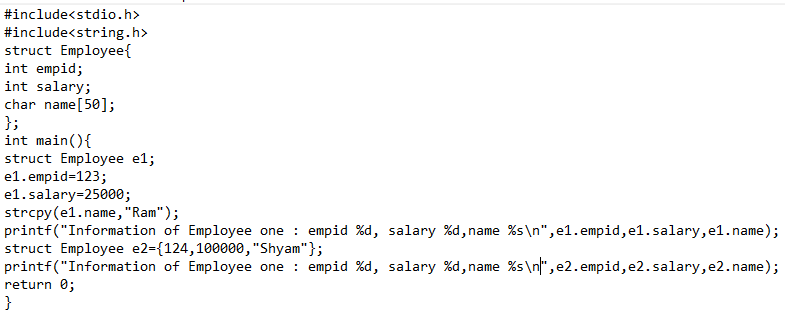 #include<stdio.h>
#include<string.h>
struct Employee{
int empid;
int salary;
char name[50];
};
int main(){
struct Employee e1;
e1.empid=123;
e1.salary=25000;
strcpy(e1.name,"Ram");
printf("Information of Employee one : empid %d, salary %d,name %s\n",e1.empid,e1.salary,e1.name);
struct Employee e2={124,100000,"Shyam"};
printf("Information of Employee one : empid %d, salary %d,name %s\n",e2.empid,e2.salary,e2.name);
return 0;
}